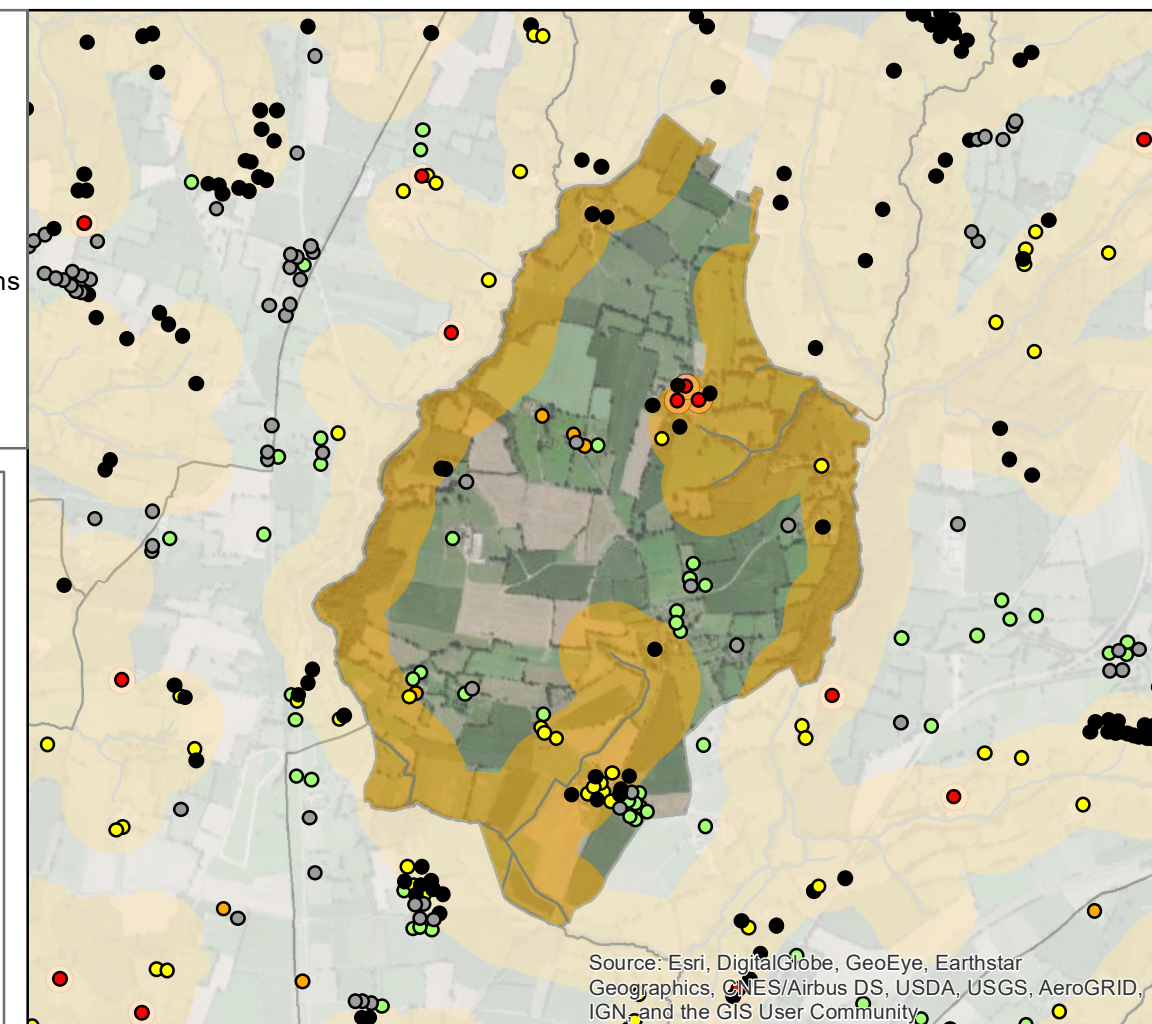 ns
Source: Esri, DigitalGlobe, GeoEye, Earthstar
Geographics, CNES/Airbus DS, USDA, USGS, AeroGRID,
IGN, and the GIS User Community